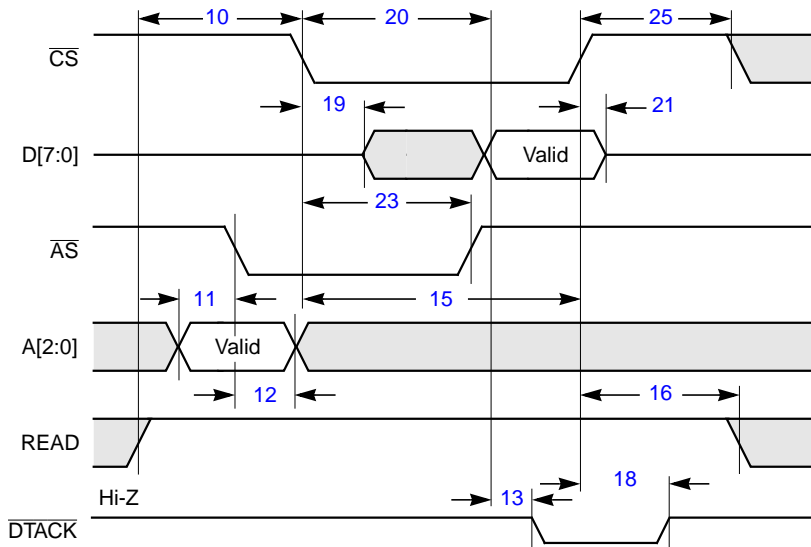 10 20 25
CS
19 21
D[7:0] Valid
23
AS
11 15
A[2:0] Valid
12 16
READ
Hi-Z 13 18
DTACK